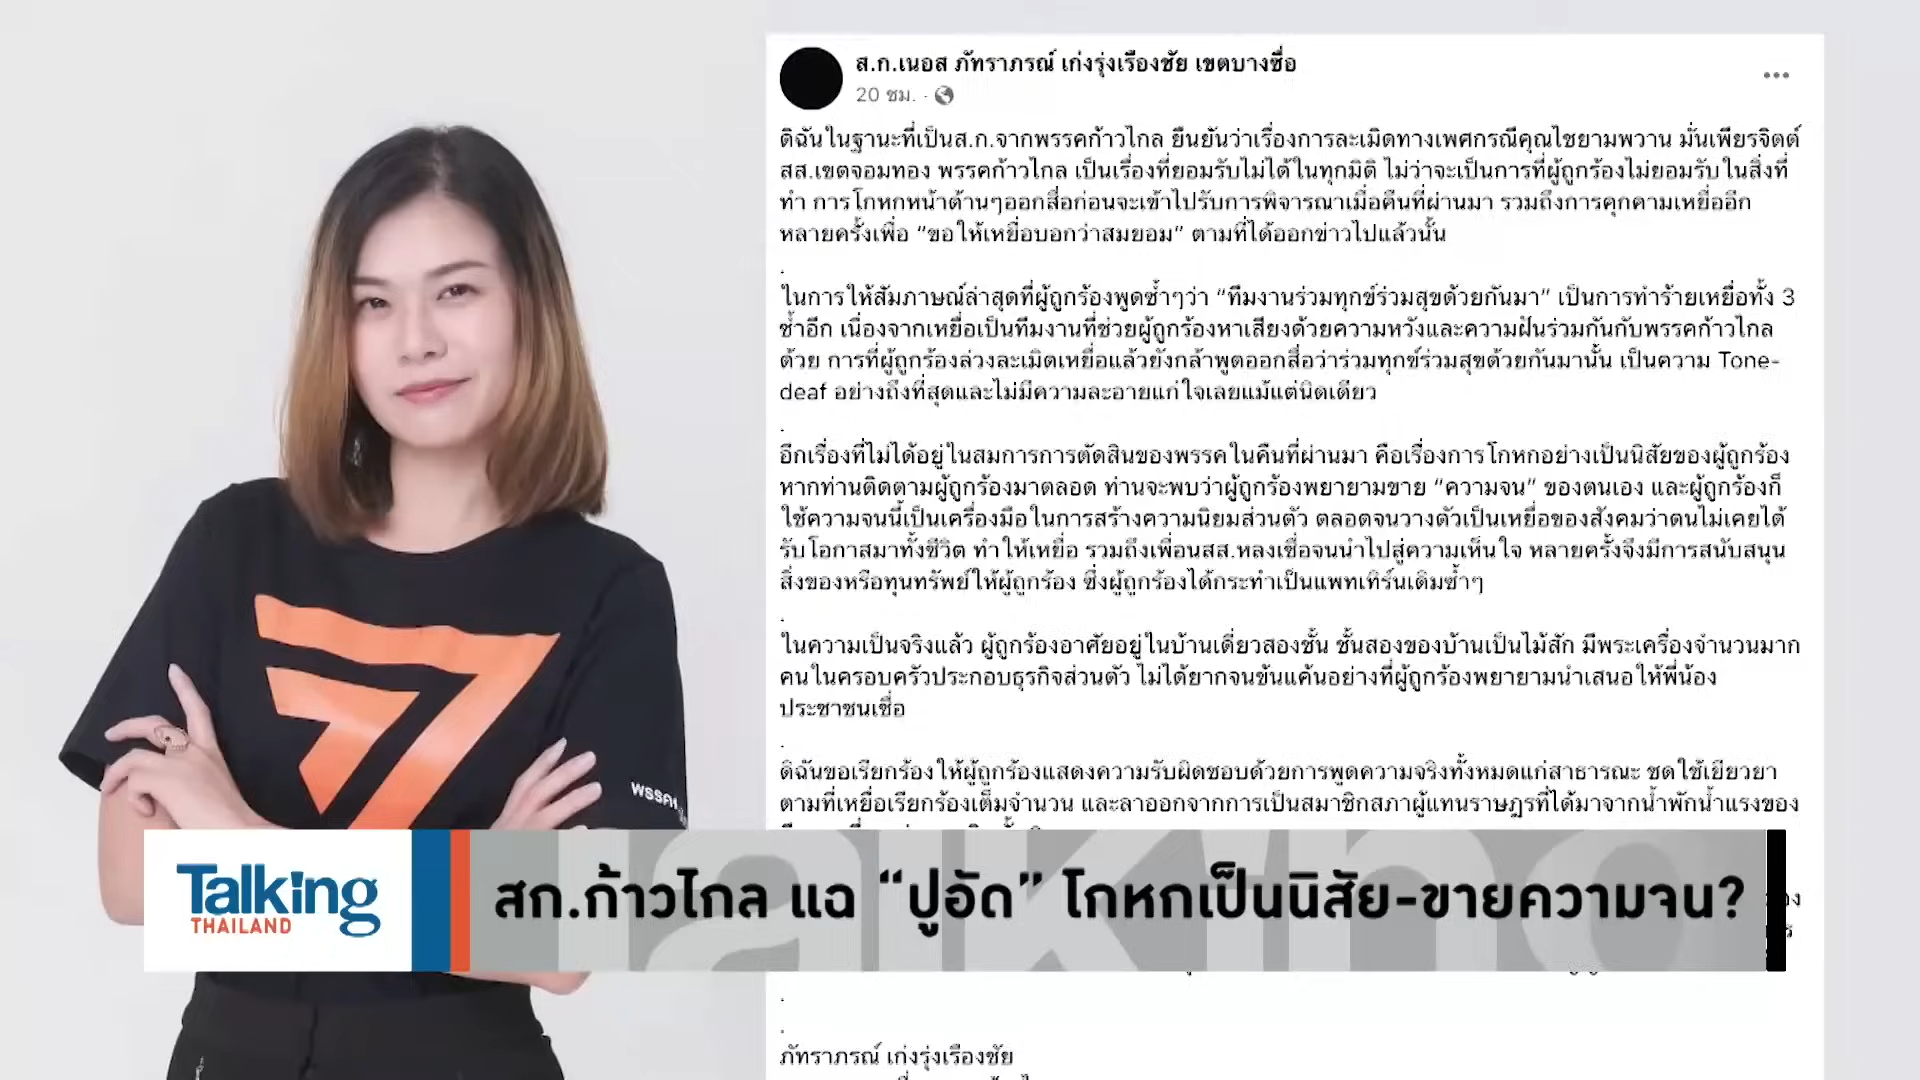 ส.ก.เนอส ภัทราภรณ์ เก่งรุ่งเรืองชัย เขตบางซื่อ
20 ชม. ·
ดิฉันในฐานะที่เป็นส.ก.จากพรรคก้าวไกล ยืนยันว่าเรื่องการละเมิดทางเพศกรณีคุณไชยามพวาน มั่นเพียรจิตต์
สส.เขตจอมทอง พรรคก้าวไกล เป็นเรื่องที่ยอมรับไม่ได้ในทุกมิติ ไม่ว่าจะเป็นการที่ผู้ถูกร้องไม่ยอมรับในสิ่งที่
ทำ การโกหกหน้าด้านๆออกสื่อก่อนจะเข้าไปรับการพิจารณาเมื่อคืนที่ผ่านมา รวมถึงการคุกคามเหยื่ออีก
หลายครั้งเพื่อ “ขอให้เหยื่อบอกว่าสมยอม” ตามที่ได้ออกข่าวไปแล้วนั้น
.
ในการให้สัมภาษณ์ล่าสุดที่ผู้ถูกร้องพูดซ้ำๆว่า “ทีมงานร่วมทุกข์ร่วมสุขด้วยกันมา” เป็นการทำร้ายเหยื่อทั้ง 3
ซ้ำอีก เนื่องจากเหยื่อเป็นทีมงานที่ช่วยผู้ถูกร้องหาเสียงด้วยความหวังและความฝันร่วมกันกับพรรคก้าวไกล
ด้วย การที่ผู้ถูกร้องล่วงละเมิดเหยื่อแล้วยังกล้าพูดออกสื่อว่าร่วมทุกข์ร่วมสุขด้วยกันมานั้น เป็นความ Tone-
deaf อย่างถึงที่สุดและไม่มีความละอายแก่ใจเลยแม้แต่นิดเดียว
.
อีกเรื่องที่ไม่ได้อยู่ในสมการการตัดสินของพรรคในคืนที่ผ่านมา คือเรื่องการโกหกอย่างเป็นนิสัยของผู้ถูกร้อง
หากท่านติดตามผู้ถูกร้องมาตลอด ท่านจะพบว่าผู้ถูกร้องพยายามขาย “ความจน” ของตนเอง และผู้ถูกร้องก็
ใช้ความจนนี้เป็นเครื่องมือในการสร้างความนิยมส่วนตัว ตลอดจนวางตัวเป็นเหยื่อของสังคมว่าตนไม่เคยได้
รับโอกาสมาทั้งชีวิต ทำให้เหยื่อ รวมถึงเพื่อนสส.หลงเชื่อจนนำไปสู่ความเห็นใจ หลายครั้งจึงมีการสนับสนุน
สิ่งของหรือทุนทรัพย์ให้ผู้ถูกร้อง ซึ่งผู้ถูกร้องได้กระทำเป็นแพทเทิร์นเดิมซ้ำๆ
.
ในความเป็นจริงแล้ว ผู้ถูกร้องอาศัยอยู่ในบ้านเดี่ยวสองชั้น ชั้นสองของบ้านเป็นไม้สัก มีพระเครื่องจำนวนมาก
คนในครอบครัวประกอบธุรกิจส่วนตัว ไม่ได้ยากจนข้นแค้นอย่างที่ผู้ถูกร้องพยายามนำเสนอให้พี่น้อง
ประชาชนเชื่อ
.
ดิฉันขอเรียกร้องให้ผู้ถูกร้องแสดงความรับผิดชอบด้วยการพูดความจริงทั้งหมดแก่สาธารณะ ชดใช้เยียวยา
ตามที่เหยื่อเรียกร้องเต็มจำนวน และลาออกจากการเป็นสมาชิกสภาผู้แทนราษฎรที่ได้มาจากน้ำพักน้ำแรงของ
พรรค
Talking
THAILAND
สก.ก้าวไกล แฉ “ปูอัด” โกหกเป็นนิสัย-ขายความจน?
.
.
ภัทราภรณ์ เก่งรุ่งเรืองชัย